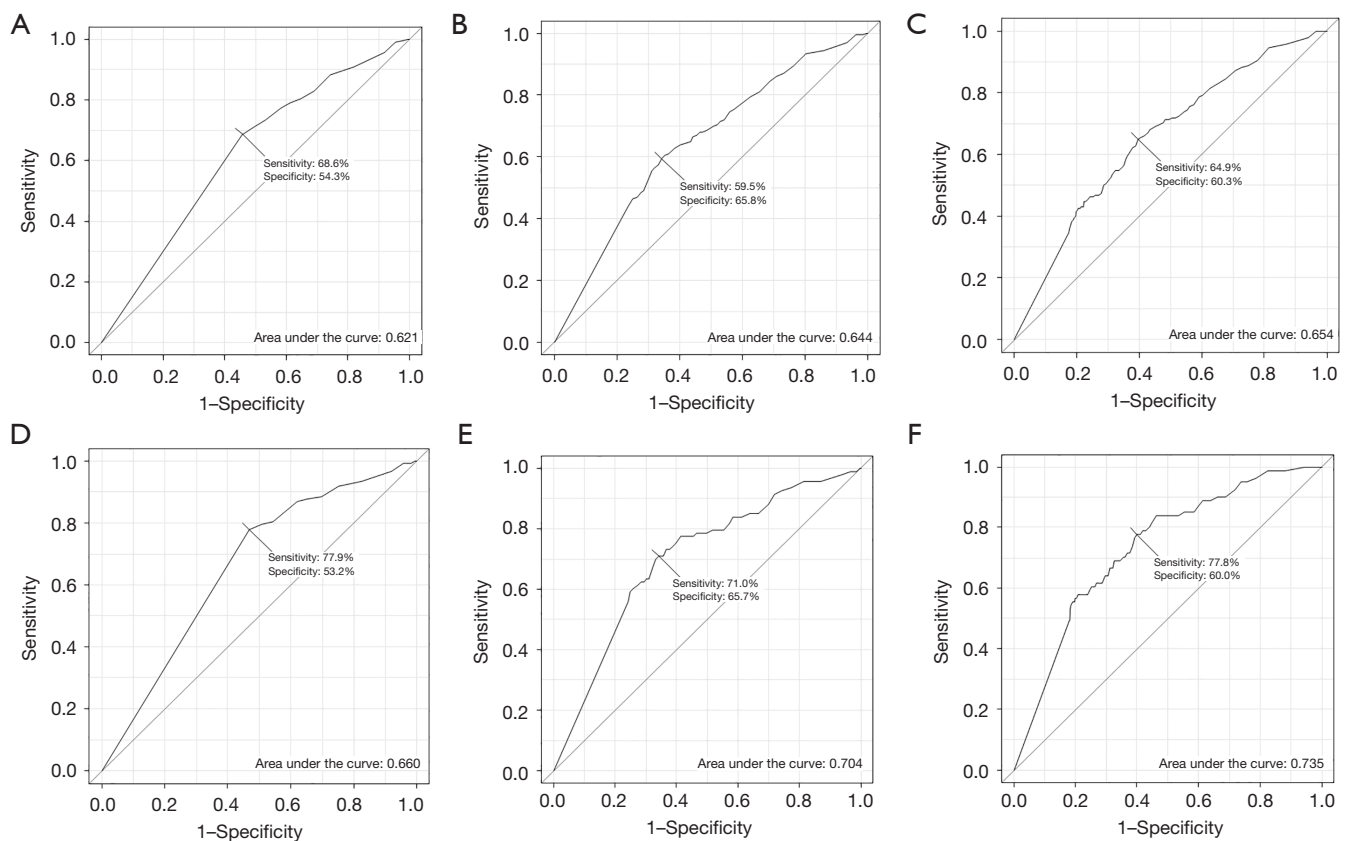 A
1.0
0.8
0.6
0.4
0.2
0.0
Sensitivity
Sensitivity: 68.6%
Specificity: 54.3%
Area under the curve: 0.621
0.0 0.2 0.4 0.6 0.8 1.0
1–Specificity
B
1.0
0.8
0.6
0.4
0.2
0.0
Sensitivity
Sensitivity: 59.5%
Specificity: 65.8%
Area under the curve: 0.644
0.0 0.2 0.4 0.6 0.8 1.0
1–Specificity
C
1.0
0.8
0.6
0.4
0.2
0.0
Sensitivity
Sensitivity: 64.9%
Specificity: 60.3%
Area under the curve: 0.654
0.0 0.2 0.4 0.6 0.8 1.0
1–Specificity
D
1.0
0.8
0.6
0.4
0.2
0.0
Sensitivity
Sensitivity: 77.9%
Specificity: 53.2%
Area under the curve: 0.660
0.0 0.2 0.4 0.6 0.8 1.0
1–Specificity
E
1.0
0.8
0.6
0.4
0.2
0.0
Sensitivity
Sensitivity: 71.0%
Specificity: 65.7%
Area under the curve: 0.704
0.0 0.2 0.4 0.6 0.8 1.0
1–Specificity
F
1.0
0.8
0.6
0.4
0.2
0.0
Sensitivity
Sensitivity: 77.8%
Specificity: 60.0%
Area under the curve: 0.735
0.0 0.2 0.4 0.6 0.8 1.0
1–Specificity